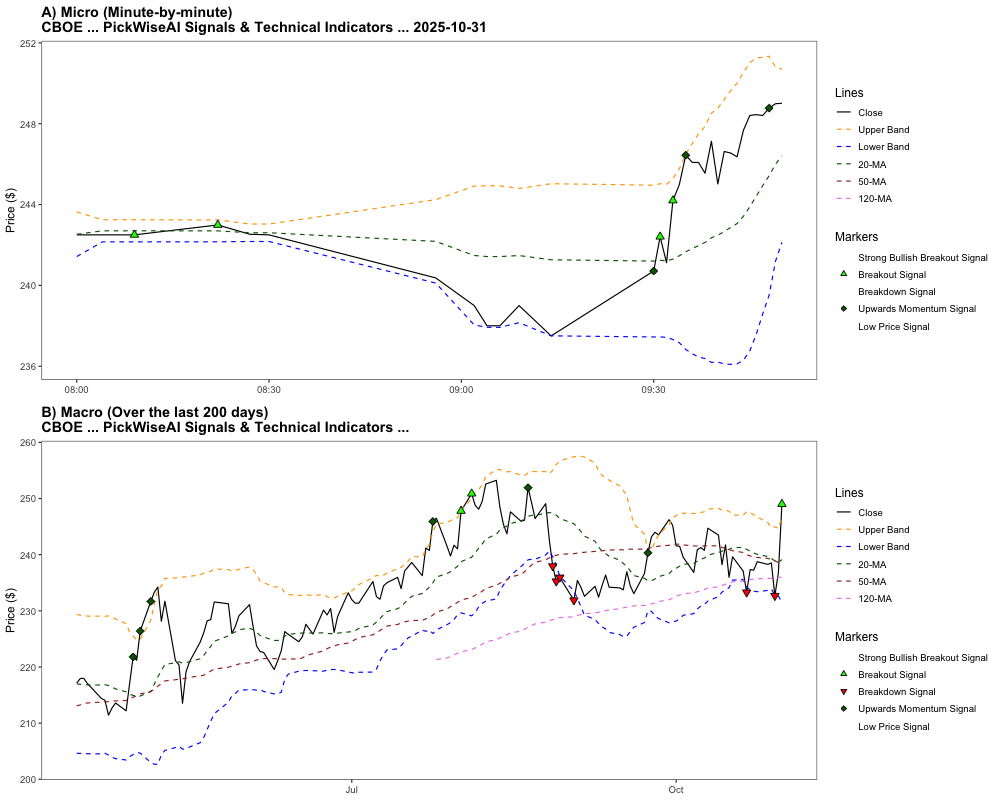 A) Micro (Minute-by-minute)
CBOE ... PickWiseAI Signals & Technical Indicators ... 2025-10-31
Price ($)
252
248
244
240
236
08:00
08:30
09:00
09:30
Lines
Close
Upper Band
Lower Band
20-MA
50-MA
120-MA
Markers
Strong Bullish Breakout Signal
Breakout Signal
Breakdown Signal
Upwards Momentum Signal
Low Price Signal
B) Macro (Over the last 200 days)
CBOE ... PickWiseAI Signals & Technical Indicators ...
Price ($)
260
250
240
230
220
210
200
Jul
Oct
Lines
Close
Upper Band
Lower Band
20-MA
50-MA
120-MA
Markers
Strong Bullish Breakout Signal
Breakout Signal
Breakdown Signal
Upwards Momentum Signal
Low Price Signal